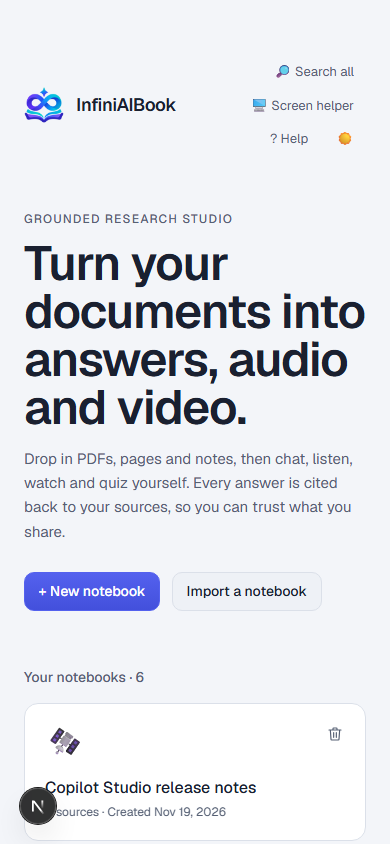 Search all
InfiniAIBook
Screen helper
? Help
GROUNDED RESEARCH STUDIO
Turn your
documents into
answers, audio
and video.
Drop in PDFs, pages and notes, then chat, listen,
watch and quiz yourself. Every answer is cited
back to your sources, so you can trust what you
share.
+ New notebook
Import a notebook
Your notebooks · 6
Copilot Studio release notes
sources · Created Nov 19, 2026
N